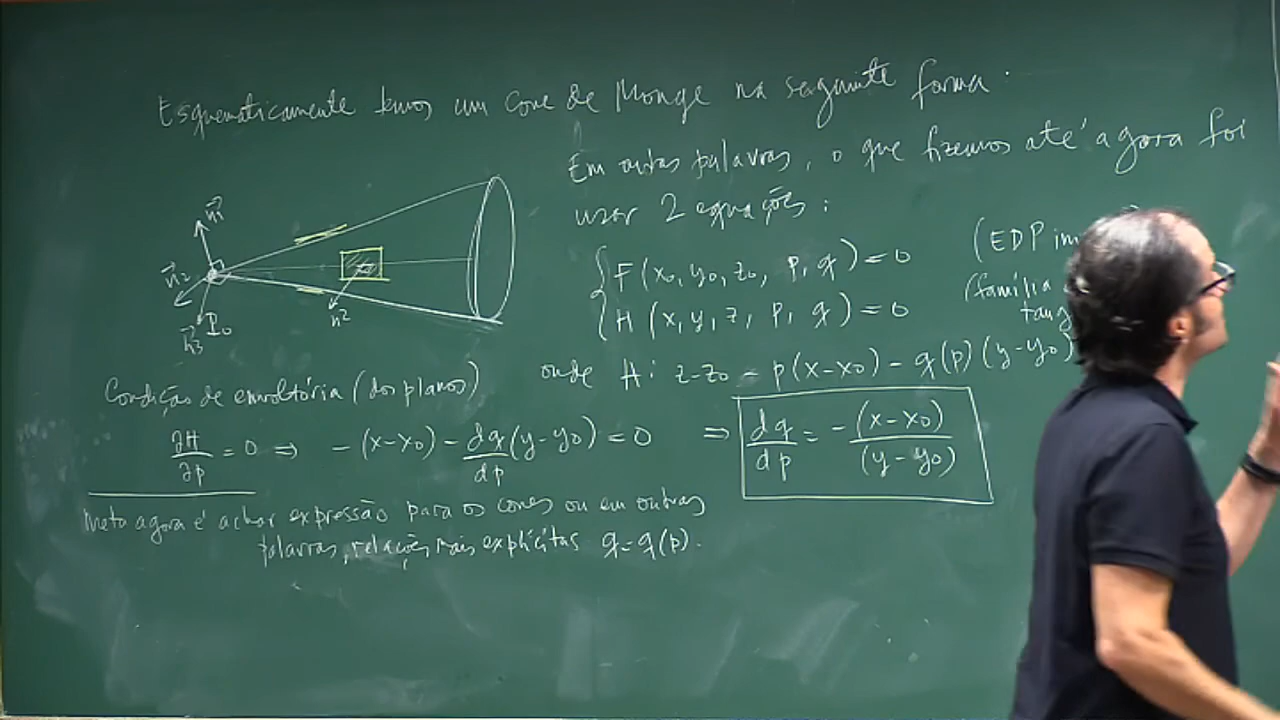 Esquematicamente temos um Cone de Monge na seguinte forma.
Em outras palavras, o que fizemos até agora foi
usar 2 equações:
F(x₀, y₀, z₀, p, q) = 0 (EDP
H(x, y, z, p, q) = 0 (família
tang
onde H: z-z₀ - p(x-x₀) - q(p)(y-y₀)
n⃗1
n⃗2
n⃗3
P₀
n⃗2
Condição de envoltória (dos planos)
∂H/∂p = 0 ⇒ -(x-x₀) - dq/dp (y-y₀) = 0 ⇒ dq/dp = -(x-x₀)/(y-y₀)
Meta agora é achar expressão para os cones ou em outras
palavras, relações mais explícitas q=q(p).